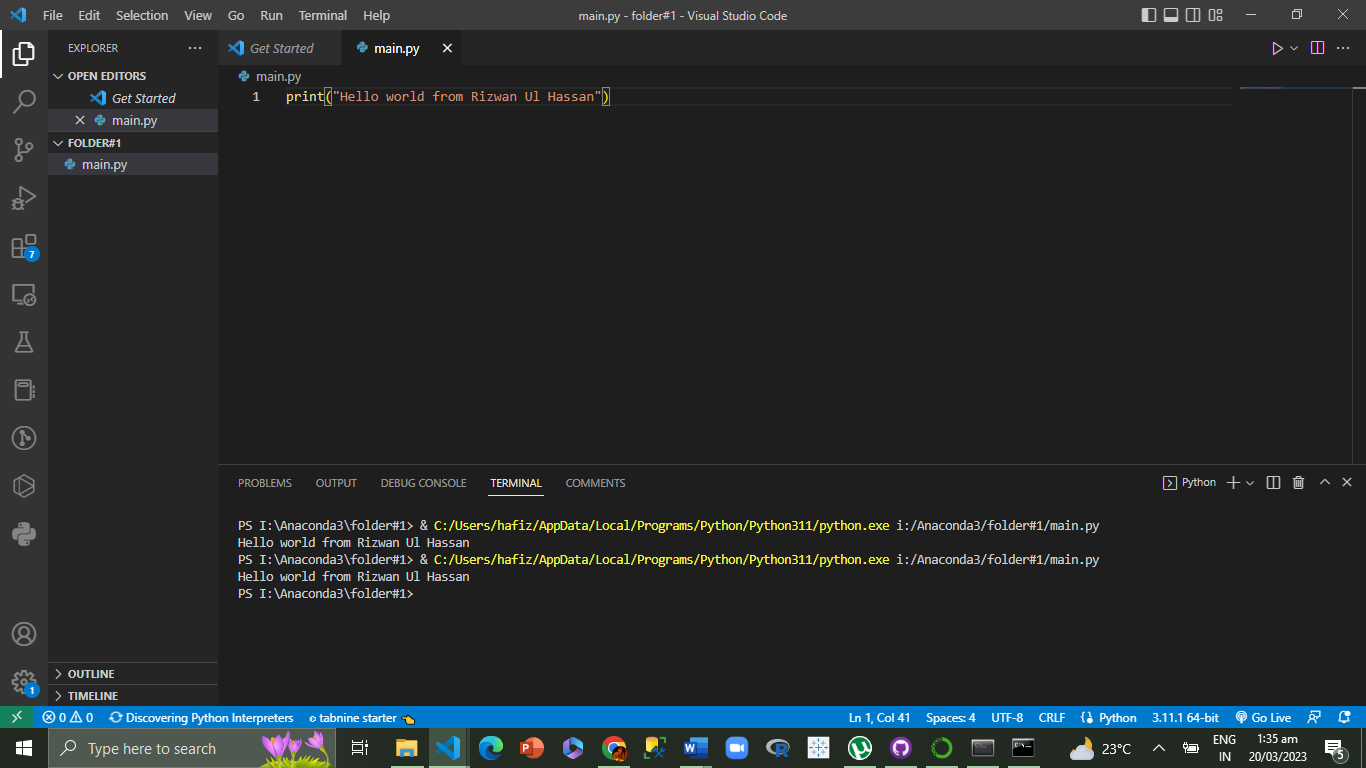 File Edit Selection View Go Run Terminal Help
main.py - folder#1 - Visual Studio Code
EXPLORER
OPEN EDITORS
Get Started
main.py
FOLDER#1
main.py
OUTLINE
TIMELINE
7
1
Get Started
main.py
main.py
1 print("Hello world from Rizwan Ul Hassan")
PROBLEMS OUTPUT DEBUG CONSOLE TERMINAL COMMENTS
Python
PS I:\Anaconda3\folder#1> & C:/Users/hafiz/AppData/Local/Programs/Python/Python311/python.exe i:/Anaconda3/folder#1/main.py
Hello world from Rizwan Ul Hassan
PS I:\Anaconda3\folder#1> & C:/Users/hafiz/AppData/Local/Programs/Python/Python311/python.exe i:/Anaconda3/folder#1/main.py
Hello world from Rizwan Ul Hassan
PS I:\Anaconda3\folder#1>
0 0 Discovering Python Interpreters tabnine starter Ln 1, Col 41 Spaces: 4 UTF-8 CRLF Python 3.11.1 64-bit Go Live
Type here to search
23°C
ENG
IN
1:35 am
20/03/2023
5